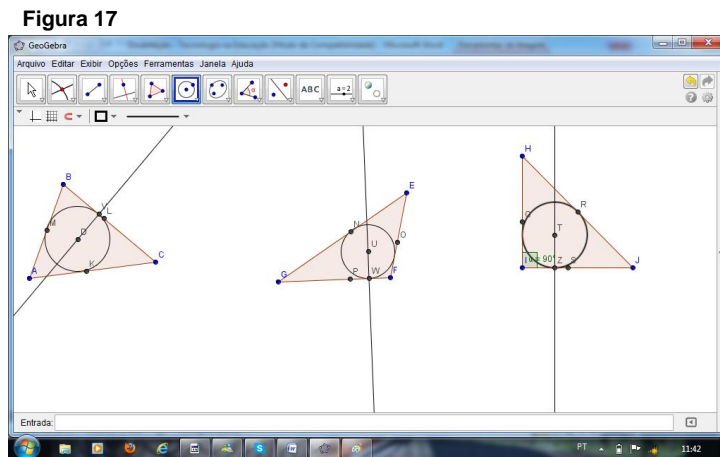 Figura 17
GeoGebra
Arquivo Editar Exibir Opções Ferramentas Janela Ajuda
ABC
a=2
B
V
L
M
D
A
K
C
E
N
O
U
G
P
W
F
H
R
T
I
= 90°
Z
S
J
Entrada:
PT
11:42